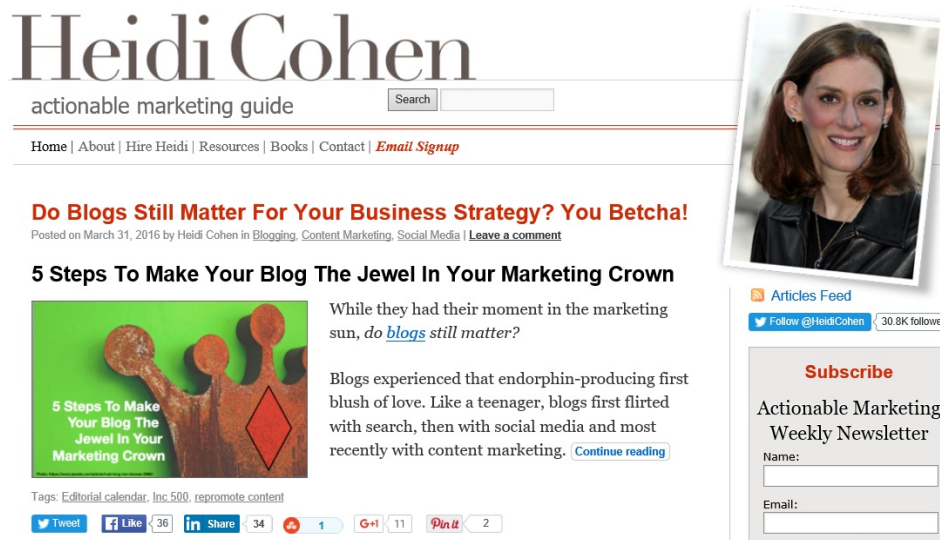 Heidi Cohen
actionable marketing guide
Search
Home | About | Hire Heidi | Resources | Books | Contact | Email Signup
Do Blogs Still Matter For Your Business Strategy? You Betcha!
Posted on March 31, 2016 by Heidi Cohen in Blogging, Content Marketing, Social Media | Leave a comment
5 Steps To Make Your Blog The Jewel In Your Marketing Crown
5 Steps To Make
Your Blog The
Jewel In Your
Marketing Crown
While they had their moment in the marketing
sun, do blogs still matter?
Blogs experienced that endorphin-producing first
blush of love. Like a teenager, blogs first flirted
with search, then with social media and most
recently with content marketing. Continue reading
Tags: Editorial calendar, Inc 500, repromote content
Tweet
Like 36
in Share 34
1
G+1 11
Pin it 2
Articles Feed
Follow @HeidiCohen 30.8K followe
Subscribe
Actionable Marketing
Weekly Newsletter
Name:
Email: